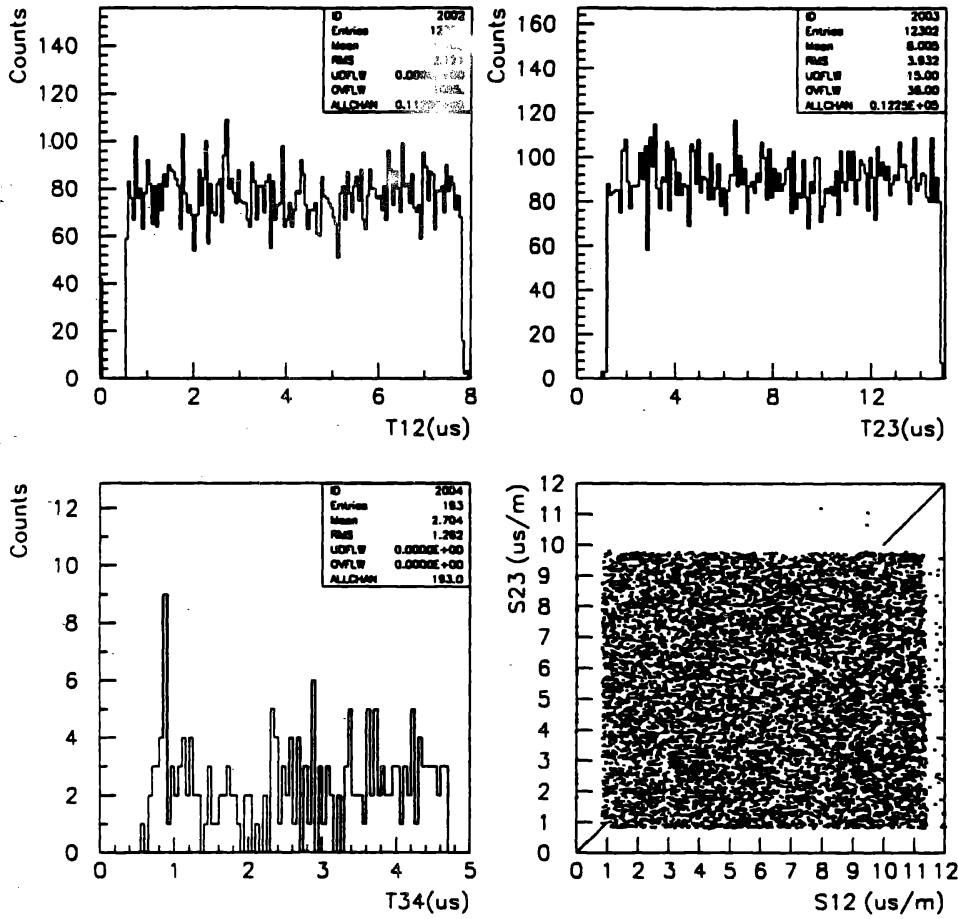 Counts
160
140
120
100
80
60
40
20
0
ID 2002
Entries
Mean
RMS
UDFLW
OVFLW
ALLCHAN
0 2 4 6 8
T12(us)
Counts
160
140
120
100
80
60
40
20
0
ID 2003
Entries 12302
Mean 8.005
RMS 3.932
UDFLW 15.00
OVFLW 36.00
ALLCHAN 0.1225E+05
0 4 8 12
T23(us)
Counts
12
10
8
6
4
2
0
ID 2004
Entries 193
Mean 2.704
RMS 1.262
UDFLW 0.0000E+00
OVFLW 0.0000E+00
ALLCHAN 193.0
1 2 3 4 5
T34(us)
S23 (us/m)
12
11
10
9
8
7
6
5
4
3
2
1
0
0 1 2 3 4 5 6 7 8 9 10 11 12
S12 (us/m)